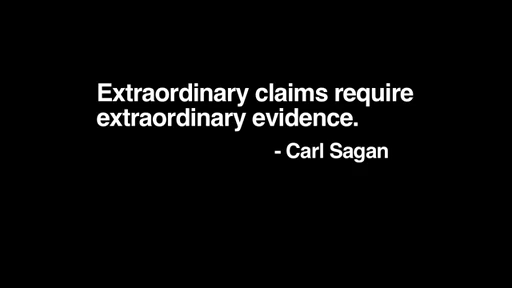 Extraordinary claims require
extraordinary evidence.
- Carl Sagan